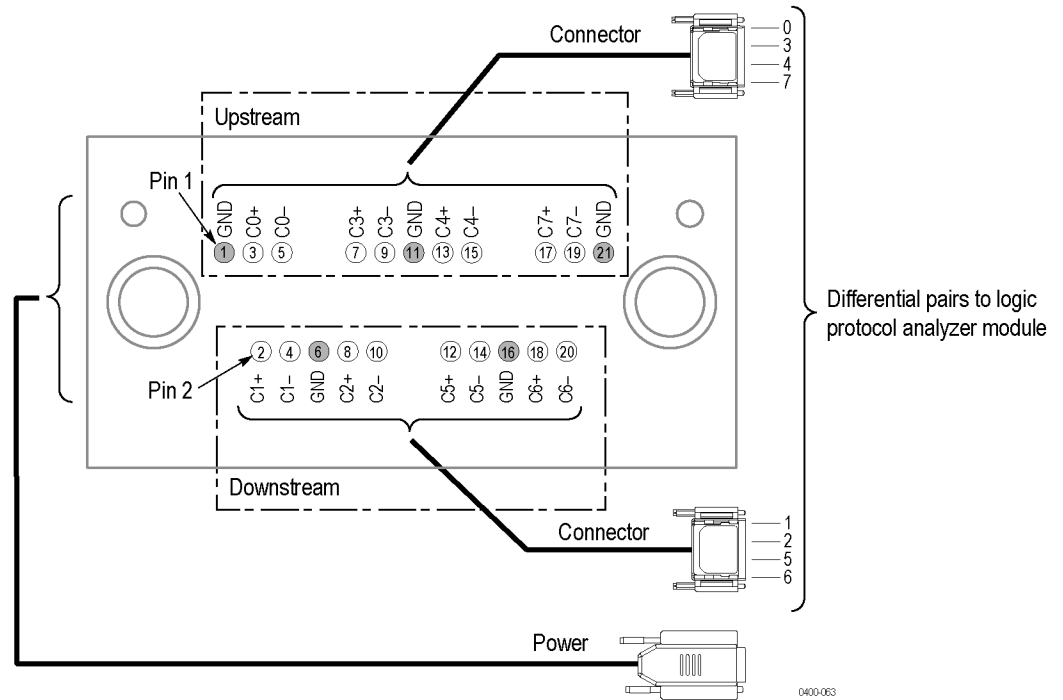 Connector
0
3
4
7
Upstream
Pin 1
GND C0+ C0– C3+ C3– GND C4+ C4– C7+ C7– GND
1 3 5 7 9 11 13 15 17 19 21
Differential pairs to logic
protocol analyzer module
2 4 6 8 10 12 14 16 18 20
Pin 2
C1+ C1– GND C2+ C2– C5+ C5– GND C6+ C6–
Downstream
Connector
1
2
5
6
Power
0400-063